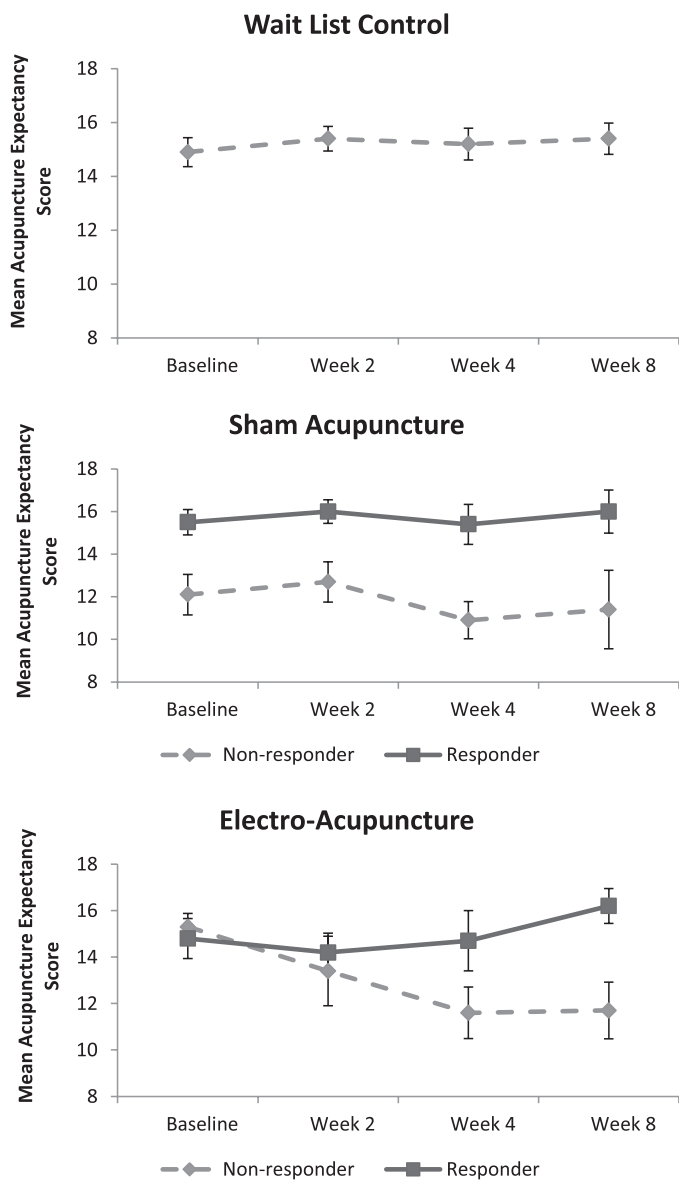 Wait List Control
Mean Acupuncture Expectancy
Score
18
16
14
12
10
8
Baseline
Week 2
Week 4
Week 8
Sham Acupuncture
Mean Acupuncture Expectancy
Score
18
16
14
12
10
8
Baseline
Week 2
Week 4
Week 8
Non-responder
Responder
Electro-Acupuncture
Mean Acupuncture Expectancy
Score
18
16
14
12
10
8
Baseline
Week 2
Week 4
Week 8
Non-responder
Responder